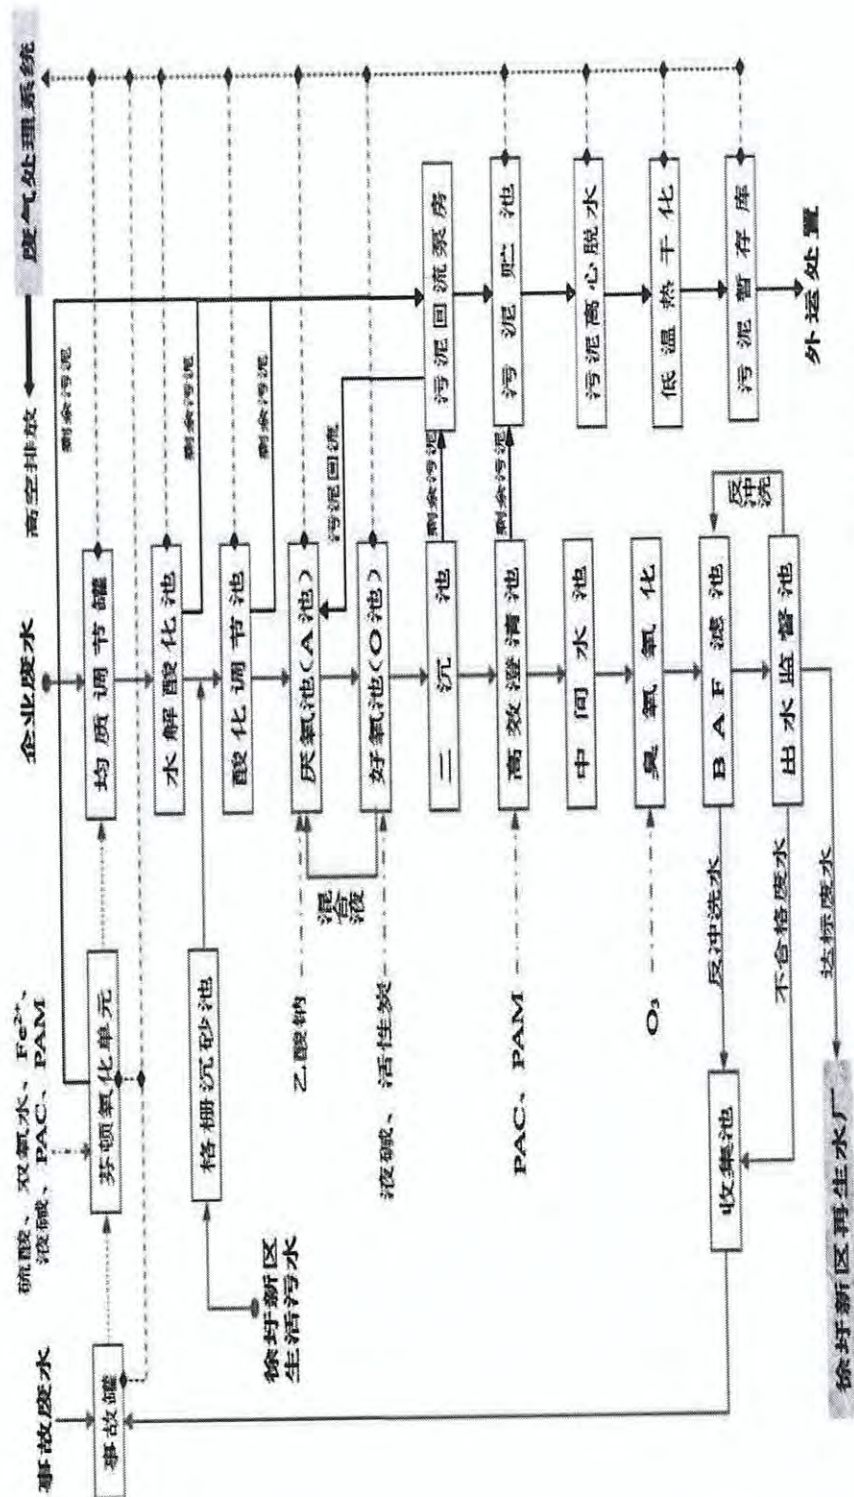 事故废水
硫酸、双氧水、Fe²⁺、
液碱、PAC、PAM
企业废水
高空排放
废气处理系统
事故罐
芬顿氧化单元
均质调节罐
剩余污泥
水解酸化池
剩余污泥
徐圩新区
生活污水
格栅沉砂池
酸化调节池
乙酸钠
厌氧池(A池)
污泥回流
混合液
液碱、活性炭
好氧池(O池)
二沉池
剩余污泥
污泥回流泵房
PAC、PAM
高效澄清池
剩余污泥
污泥贮池
中间水池
污泥离心脱水
O₃
臭氧氧化
低温热干化
收集池
反冲洗水
BAF滤池
反冲洗
污泥暂存库
不合格废水
出水监督池
外运处置
达标废水
徐圩新区再生水厂